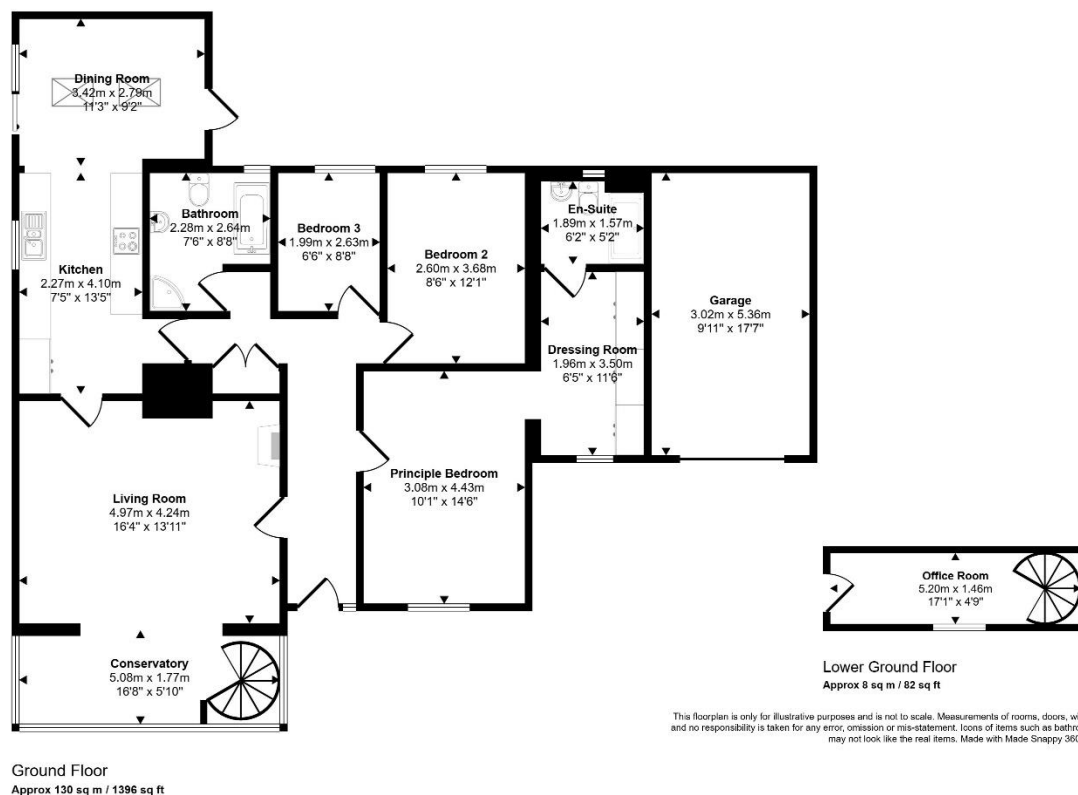 Dining Room
3.42m x 2.79m
11'3" x 9'2"
Bathroom
2.28m x 2.64m
7'6" x 8'8"
Bedroom 3
1.99m x 2.63m
6'6" x 8'8"
Bedroom 2
2.60m x 3.68m
8'6" x 12'1"
En-Suite
1.89m x 1.57m
6'2" x 5'2"
Kitchen
2.27m x 4.10m
7'5" x 13'5"
Garage
3.02m x 5.36m
9'11" x 17'7"
Dressing Room
1.96m x 3.50m
6'5" x 11'6"
Principle Bedroom
3.08m x 4.43m
10'1" x 14'6"
Living Room
4.97m x 4.24m
16'4" x 13'11"
Conservatory
5.08m x 1.77m
16'8" x 5'10"
Office Room
5.20m x 1.46m
17'1" x 4'9"
Lower Ground Floor
Approx 8 sq m / 82 sq ft
This floorplan is only for illustrative purposes and is not to scale. Measurements of rooms, doors,
and no responsibility is taken for any error, omission or mis-statement. Icons of items such as
may not look like the real items. Made with Made Snappy 360
Ground Floor
Approx 130 sq m / 1396 sq ft